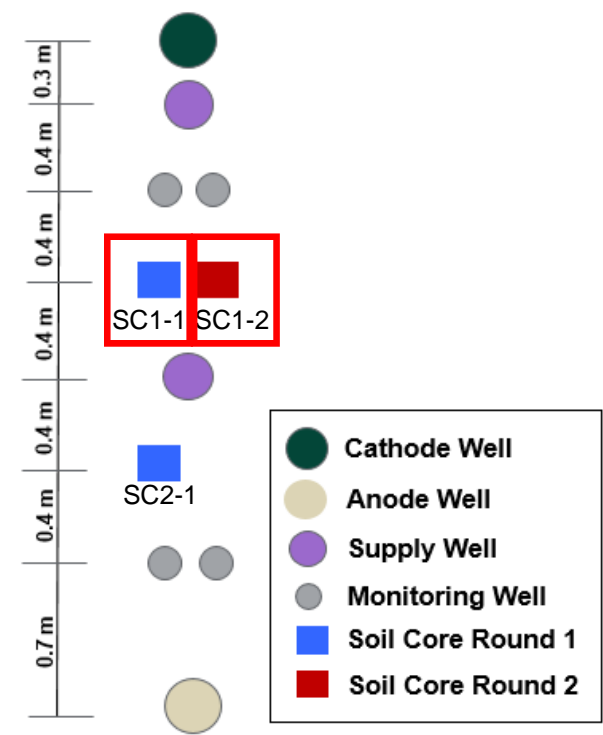 0.3 m
0.4 m
0.4 m
0.4 m
0.4 m
0.4 m
0.7 m
SC1-1
SC1-2
SC2-1
Cathode Well
Anode Well
Supply Well
Monitoring Well
Soil Core Round 1
Soil Core Round 2